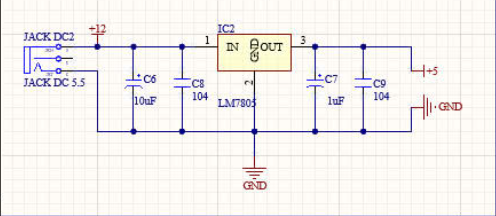 +12
IC2
JACK DC2
1
IN
GND
OUT
3
+5
C6
C8
2
C7
C9
JACK DC 5.5
10uF
104
LM7805
1uF
104
GND
GND